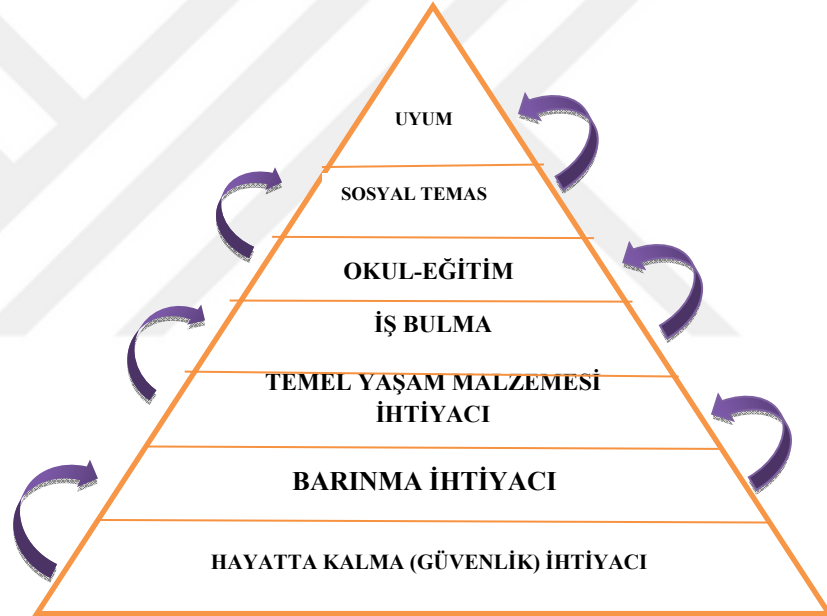 UYUM
SOSYAL TEMAS
OKUL-EĞİTİM
İŞ BULMA
TEMEL YAŞAM MALZEMESİ
İHTİYACI
BARINMA İHTİYACI
HAYATTA KALMA (GÜVENLİK) İHTİYACI